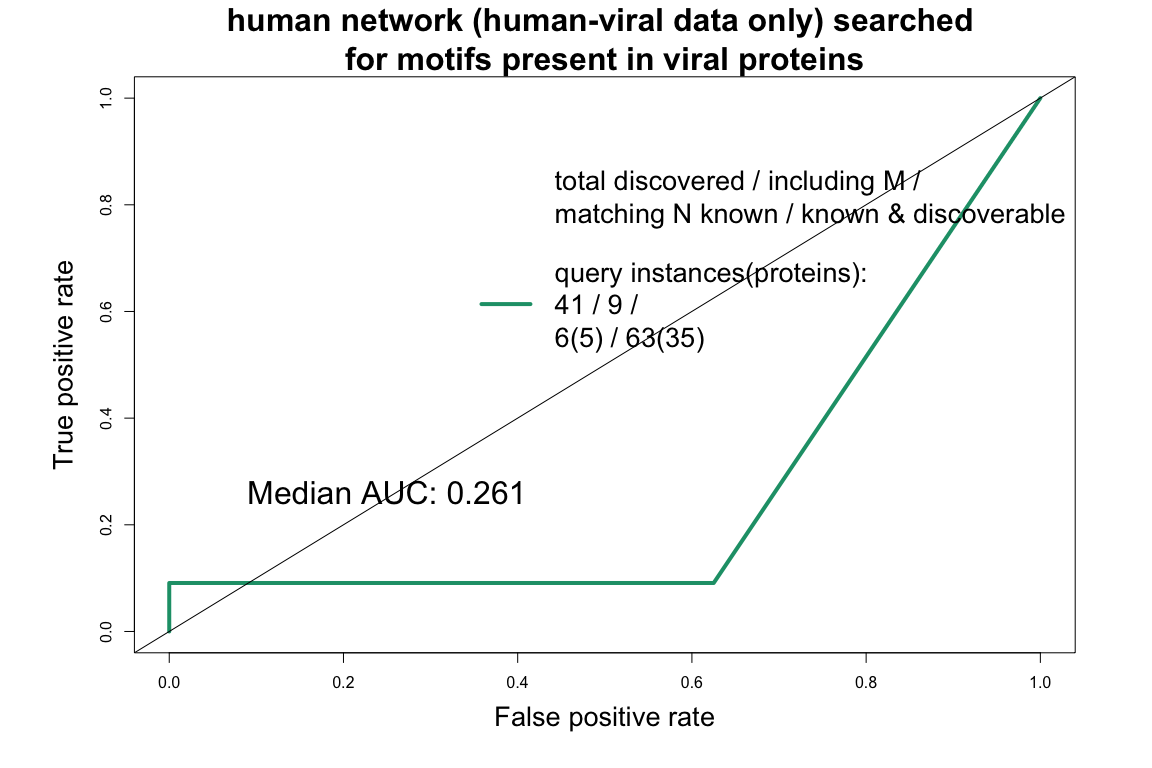 human network (human-viral data only) searched
for motifs present in viral proteins
1.0
0.8
0.6
0.4
0.2
0.0
True positive rate
total discovered / including M /
matching N known / known & discoverable
query instances(proteins):
41 / 9 /
6(5) / 63(35)
Median AUC: 0.261
0.0 0.2 0.4 0.6 0.8 1.0
False positive rate